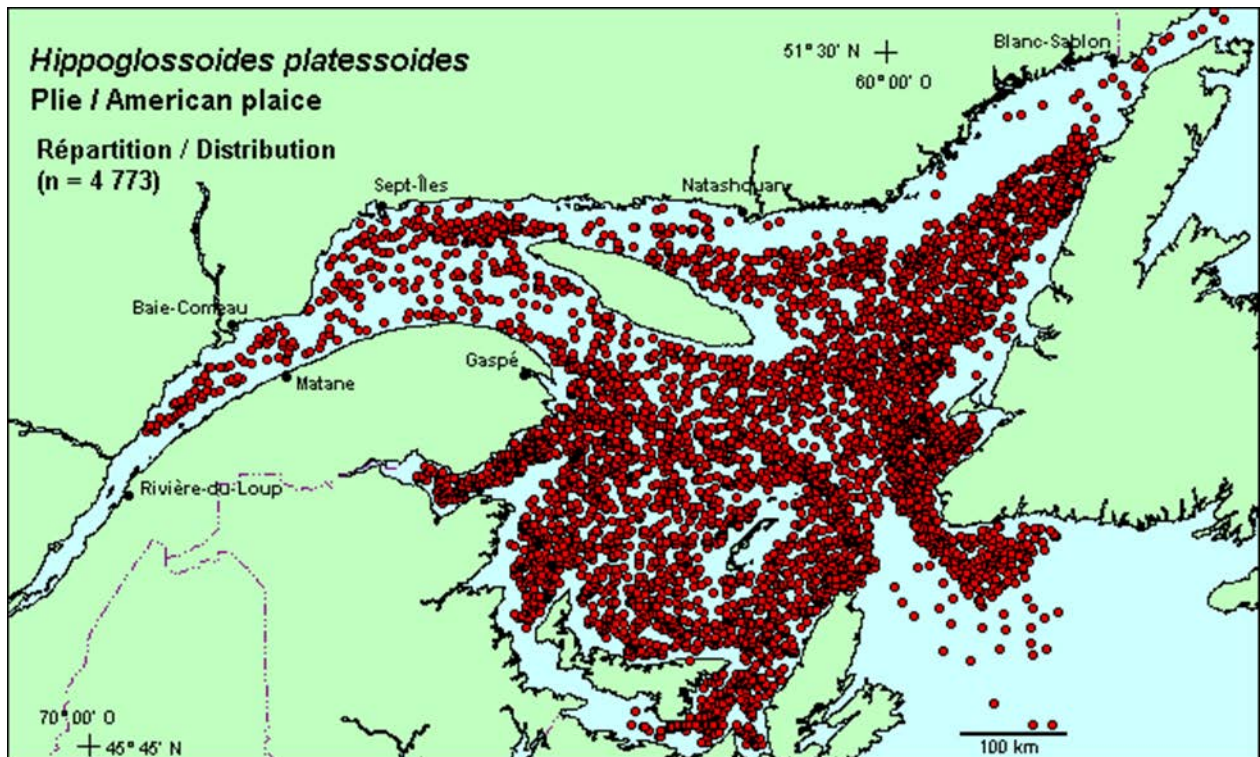 Hippoglossoides platessoides
Plie / American plaice
Répartition / Distribution
(n = 4 773)
51° 30' N
60° 00' O
Blanc-Sablon
Sept-Îles
Natashquan
Baie-Comeau
Gaspé
Matane
Rivière-du-Loup
70° 00' O
45° 45' N
100 km